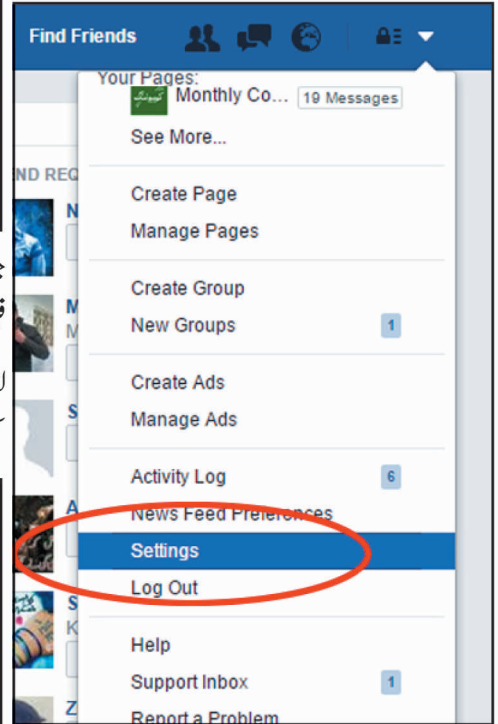 Find Friends
Your Pages:
Monthly Co... 19 Messages
See More...
ND REQ
Create Page
N
Manage Pages
Create Group
M
New Groups 1
M
Create Ads
S
Manage Ads
Activity Log 6
A
News Feed Preferences
Settings
Log Out
S
K
Help
Support Inbox 1
Z
Report a Problem